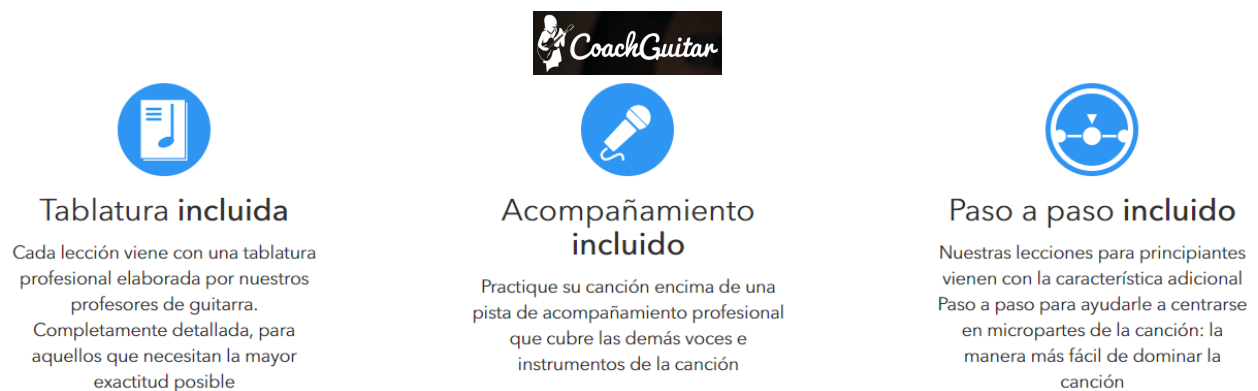 CoachGuitar
Tablatura incluida
Cada lección viene con una tablatura
profesional elaborada por nuestros
profesores de guitarra.
Completamente detallada, para
aquellos que necesitan la mayor
exactitud posible
Acompañamiento
incluido
Practique su canción encima de una
pista de acompañamiento profesional
que cubre las demás voces e
instrumentos de la canción
Paso a paso incluido
Nuestras lecciones para principiantes
vienen con la característica adicional
Paso a paso para ayudarle a centrarse
en micropartes de la canción: la
manera más fácil de dominar la
canción